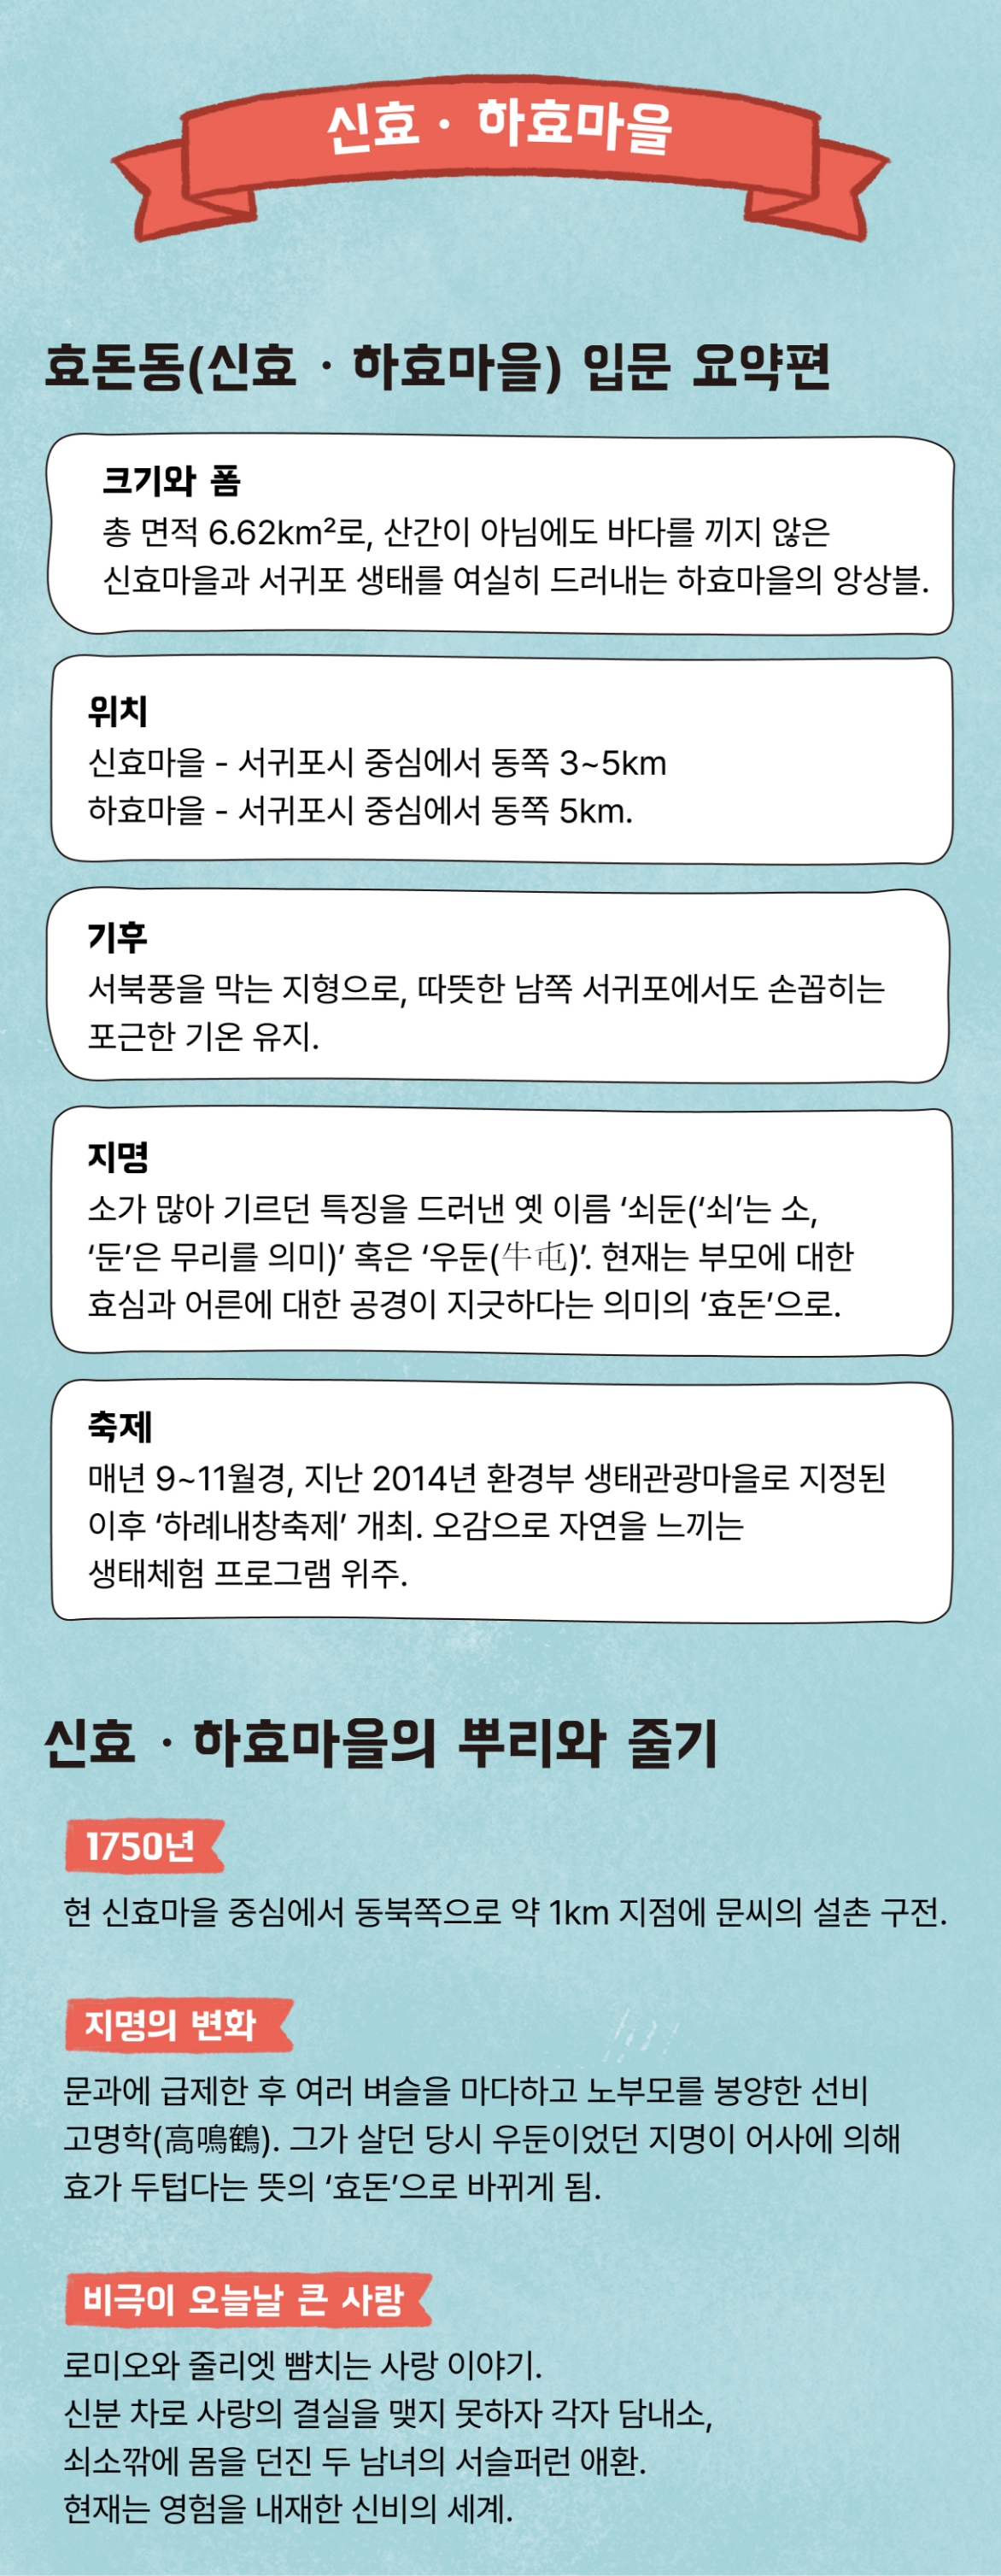 신효 · 하효마을
효돈동(신효 · 하효마을) 입문 요약편
크기와 폼
총 면적 6.62km²로, 산간이 아님에도 바다를 끼지 않은
신효마을과 서귀포 생태를 여실히 드러내는 하효마을의 앙상블.
위치
신효마을 - 서귀포시 중심에서 동쪽 3~5km
하효마을 - 서귀포시 중심에서 동쪽 5km.
기후
서북풍을 막는 지형으로, 따뜻한 남쪽 서귀포에서도 손꼽히는
포근한 기온 유지.
지명
소가 많아 기르던 특징을 드러낸 옛 이름 ‘쇠둔(‘쇠’는 소,
‘둔’은 무리를 의미)’ 혹은 ‘우둔(牛屯)’. 현재는 부모에 대한
효심과 어른에 대한 공경이 지긋하다는 의미의 ‘효돈’으로.
축제
매년 9~11월경, 지난 2014년 환경부 생태관광마을로 지정된
이후 ‘하례내창축제’ 개최. 오감으로 자연을 느끼는
생태체험 프로그램 위주.
신효 · 하효마을의 뿌리와 줄기
1750년
현 신효마을 중심에서 동북쪽으로 약 1km 지점에 문씨의 설촌 구전.
지명의 변화
문과에 급제한 후 여러 벼슬을 마다하고 노부모를 봉양한 선비
고명학(高鳴鶴). 그가 살던 당시 우둔이었던 지명이 어사에 의해
효가 두텁다는 뜻의 ‘효돈’으로 바뀌게 됨.
비극이 오늘날 큰 사랑
로미오와 줄리엣 뺨치는 사랑 이야기.
신분 차로 사랑의 결실을 맺지 못하자 각자 담내소,
쇠소깎에 몸을 던진 두 남녀의 서슬퍼런 애환.
현재는 영험을 내재한 신비의 세계.